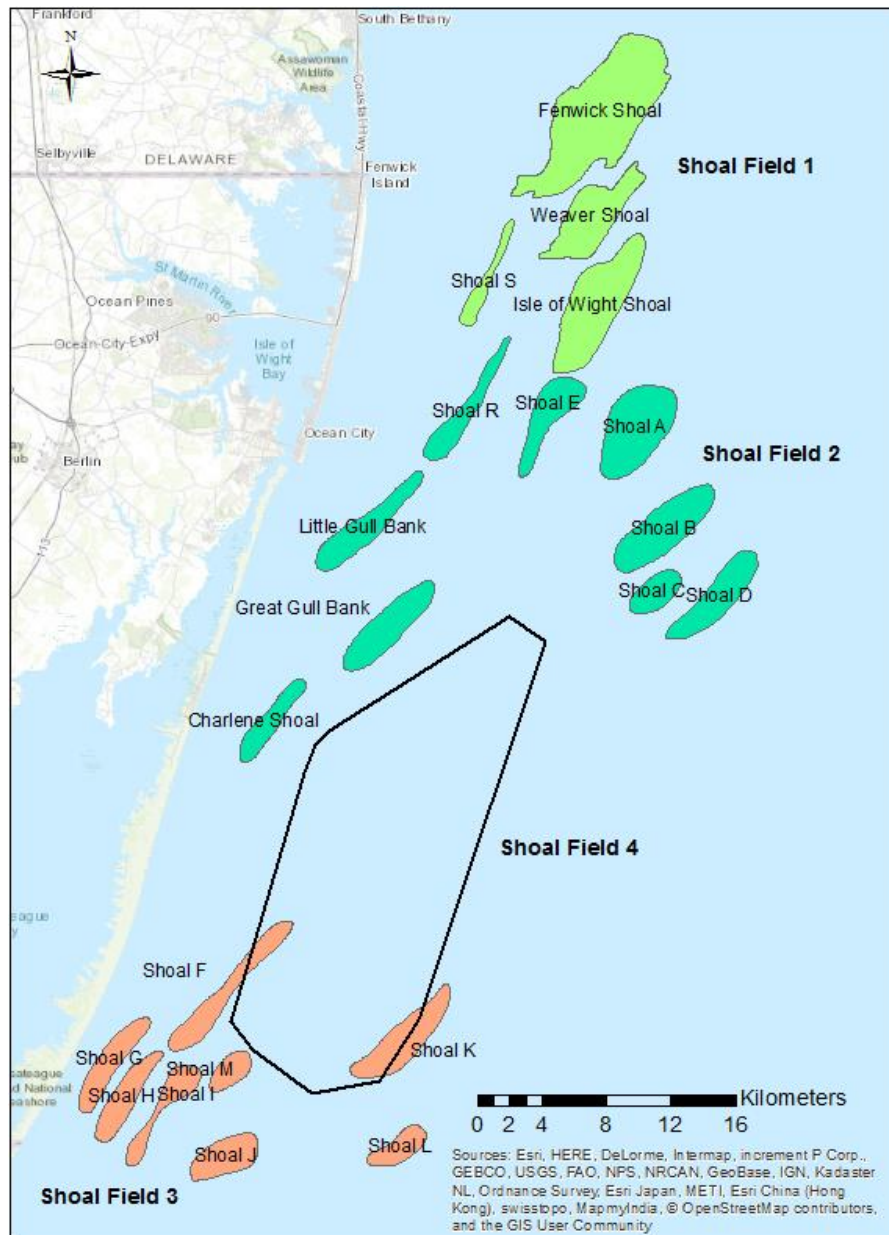 Frankford
South Bethany
N
Assawoman
Wildlife
Area
Coastal Hwy
Fenwick Shoal
Selbyville
DELAWARE
Fenwick
Island
Shoal Field 1
Weaver Shoal
St Martin
River
Shoal S
Ocean Pines
Isle of Wight Shoal
90
Ocean-City-Expy
Isle of
Wight
Bay
Shoal R
Shoal E
Shoal A
Ocean City
Shoal Field 2
Berlin
113
Little Gull Bank
Shoal B
Shoal C
Shoal D
Great Gull Bank
Charlene Shoal
Shoal Field 4
Shoal F
Shoal G
Shoal M
Shoal K
Shoal H
Shoal I
Shoal J
Shoal L
Shoal Field 3
Kilometers
0 2 4 8 12 16
Sources: Esri, HERE, DeLorme, Intermap, increment P Corp.,
GEBCO, USGS, FAO, NPS, NRCAN, GeoBase, IGN, Kadaster
NL, Ordnance Survey, Esri Japan, METI, Esri China (Hong
Kong), swisstopo, MapmyIndia, © OpenStreetMap contributors,
and the GIS User Community